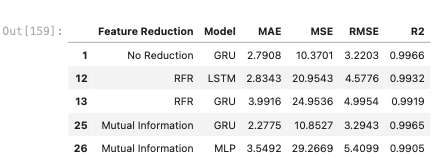 Out[159]:
Feature Reduction Model MAE MSE RMSE R2
1 No Reduction GRU 2.7908 10.3701 3.2203 0.9966
12 RFR LSTM 2.8343 20.9543 4.5776 0.9932
13 RFR GRU 3.9916 24.9536 4.9954 0.9919
25 Mutual Information GRU 2.2775 10.8527 3.2943 0.9965
26 Mutual Information MLP 3.5492 29.2669 5.4099 0.9905